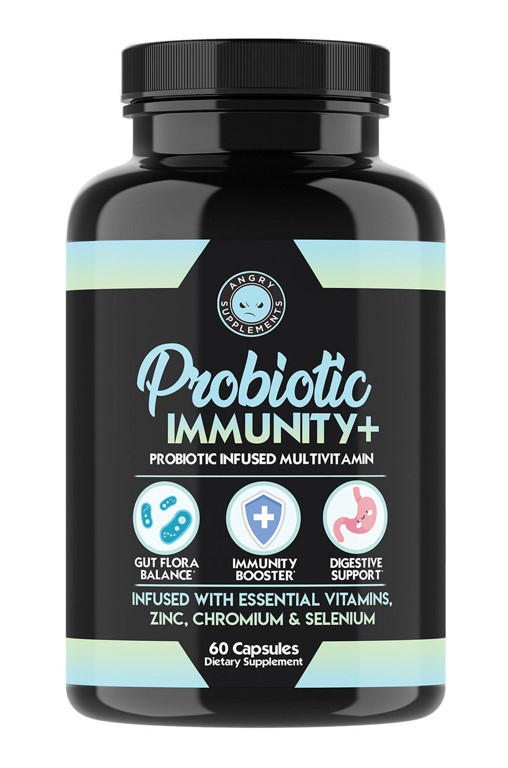 ANGRY
SUPPLEMENTS
Probiotic
IMMUNITY+
PROBIOTIC INFUSED MULTIVITAMIN
GUT FLORA
BALANCE*
IMMUNITY
BOOSTER*
DIGESTIVE
SUPPORT*
INFUSED WITH ESSENTIAL VITAMINS,
ZINC, CHROMIUM & SELENIUM
60 Capsules
Dietary Supplement